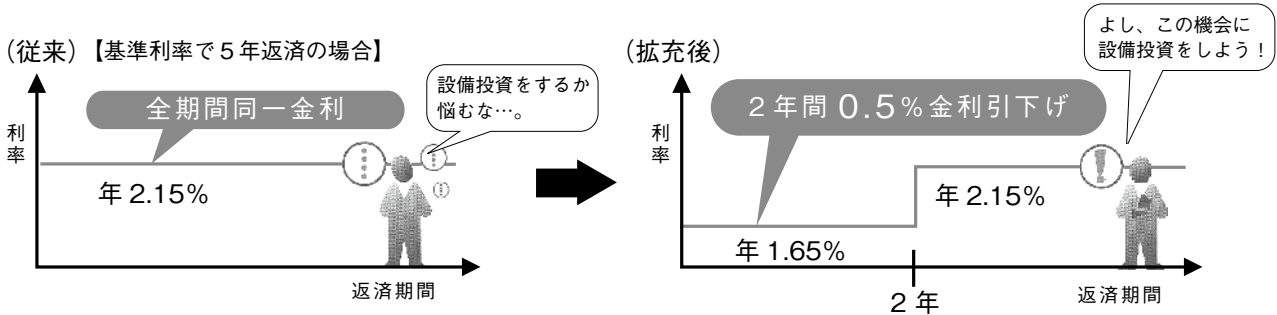 （従来）【基準利率で５年返済の場合】
設備投資をするか
悩むな…。
全期間同一金利
利率
年 2.15%
返済期間
（拡充後）
よし、この機会に
設備投資をしよう！
２年間 0.5％金利引下げ
利率
年 2.15%
年 1.65%
２年
返済期間